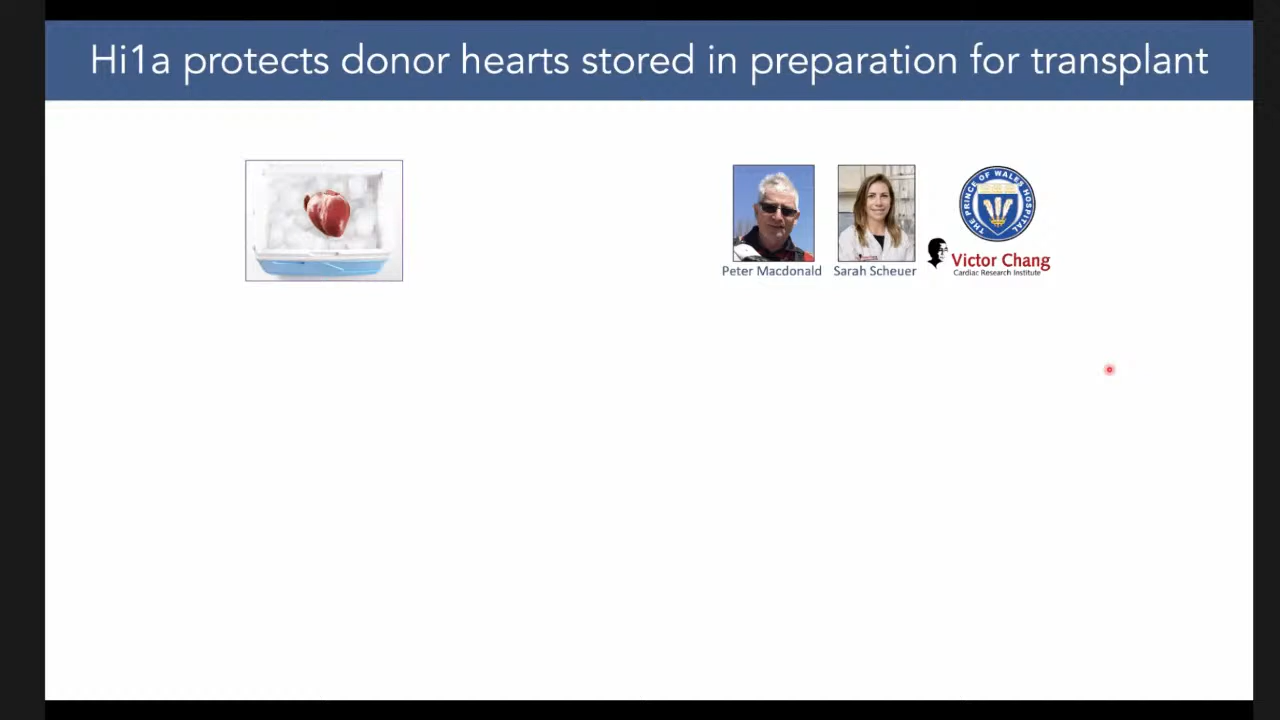 Hi1a protects donor hearts stored in preparation for transplant
THE PRINCE OF WALES HOSPITAL
Peter Macdonald
Sarah Scheuer
Victor Chang
Cardiac Research Institute